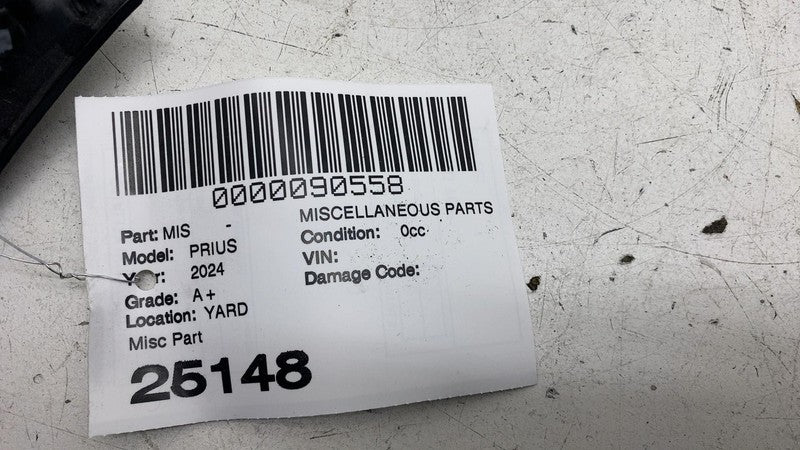 0000090558
Part: MIS - MISCELLANEOUS PARTS
Model: PRIUS Condition: 0cc
Year: 2024 VIN:
Grade: A+ Damage Code:
Location: YARD
Misc Part
25148